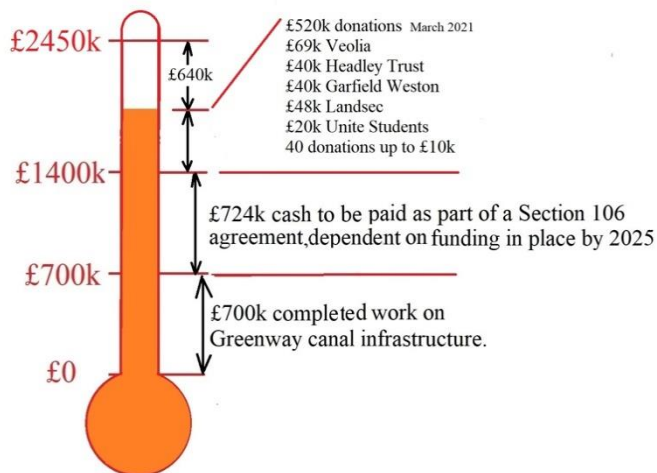 £2450k
£640k
£520k donations March 2021
£69k Veolia
£40k Headley Trust
£40k Garfield Weston
£48k Landsec
£20k Unite Students
40 donations up to £10k
£1400k
£724k cash to be paid as part of a Section 106
agreement,dependent on funding in place by 2025
£700k
£700k completed work on
Greenway canal infrastructure.
£0